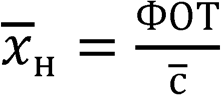 x̅н = ФОТ / c̅